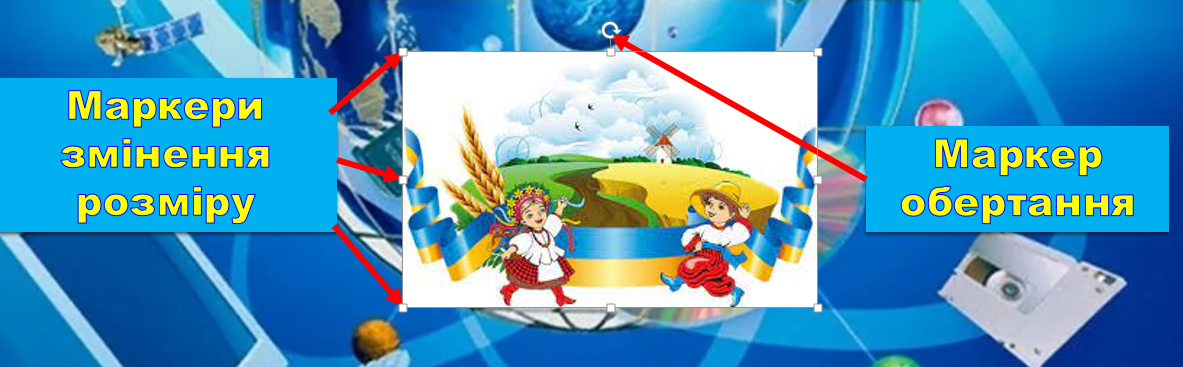 Маркери
змінення
розміру
Маркер
обертання